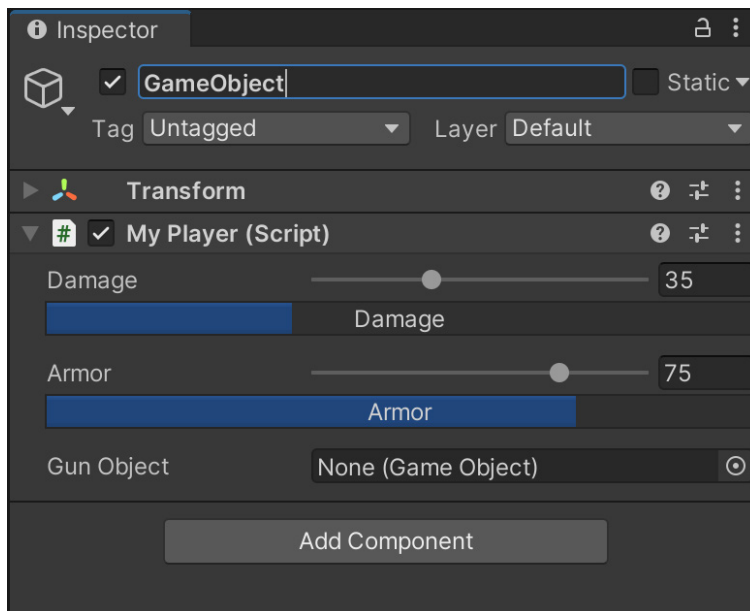 Inspector
GameObject Static
Tag Untagged Layer Default
Transform
# My Player (Script)
Damage 35
Damage
Armor 75
Armor
Gun Object None (Game Object)
Add Component